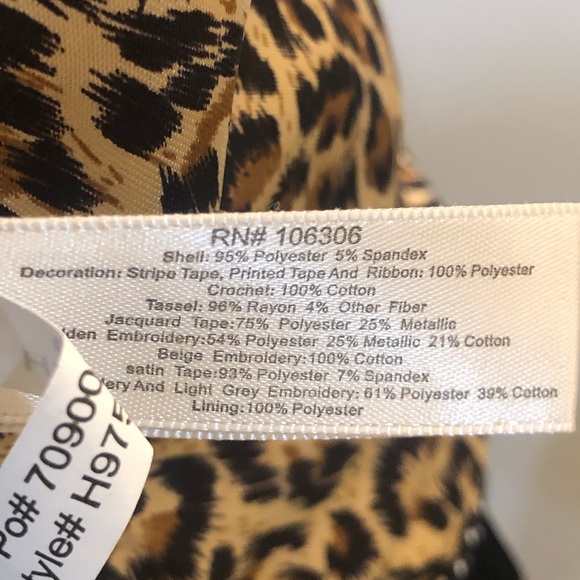 RN# 106306
Shell: 95% Polyester 5% Spandex
Decoration: Stripe Tape, Printed Tape And Ribbon: 100% Polyester
Crochet: 100% Cotton
Tassel: 96% Rayon 4% Other Fiber
Jacquard Tape:75% Polyester 25% Metallic
Embroidery:54% Polyester 25% Metallic 21% Cotton
Beige Embroidery:100% Cotton
satin Tape:93% Polyester 7% Spandex
And Light Grey Embroidery: 61% Polyester 39% Cotton
Lining:100% Polyester
Po# 70900
H975